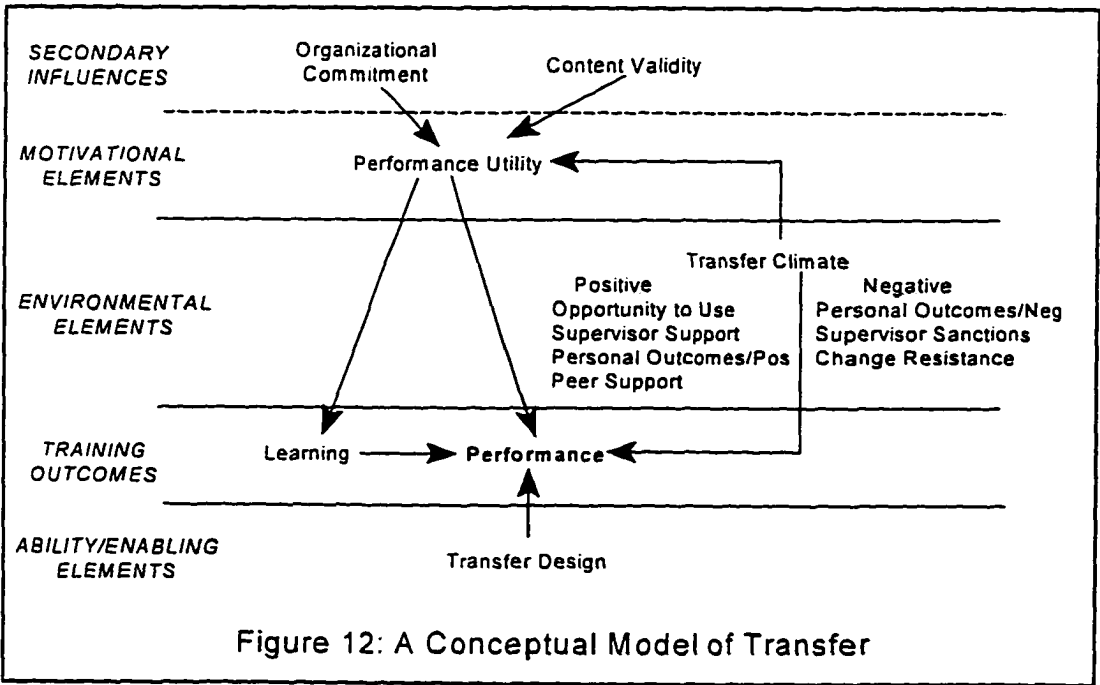 SECONDARY
INFLUENCES
Organizational
Commitment
Content Validity
MOTIVATIONAL
ELEMENTS
Performance Utility
ENVIRONMENTAL
ELEMENTS
Transfer Climate
Positive
Opportunity to Use
Supervisor Support
Personal Outcomes/Pos
Peer Support
Negative
Personal Outcomes/Neg
Supervisor Sanctions
Change Resistance
TRAINING
OUTCOMES
Learning
Performance
ABILITY/ENABLING
ELEMENTS
Transfer Design
Figure 12: A Conceptual Model of Transfer